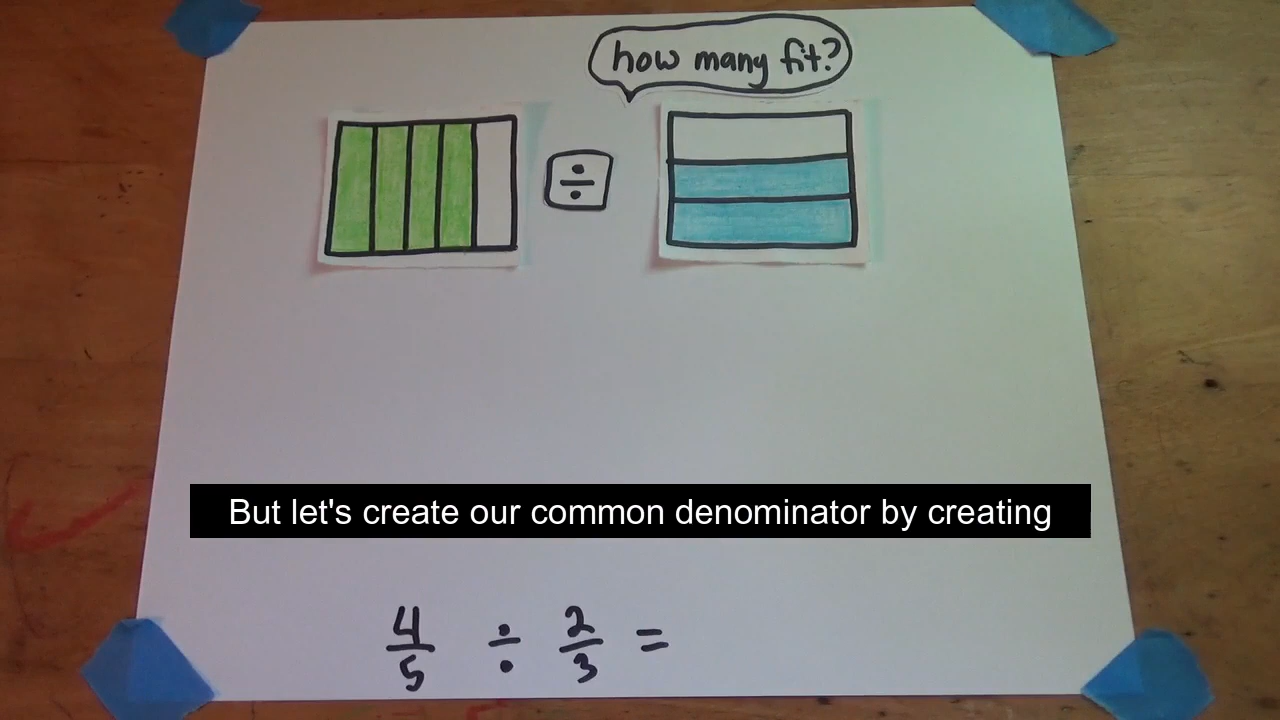 how many fit?
÷
But let's create our common denominator by creating
4/5 ÷ 2/3 =